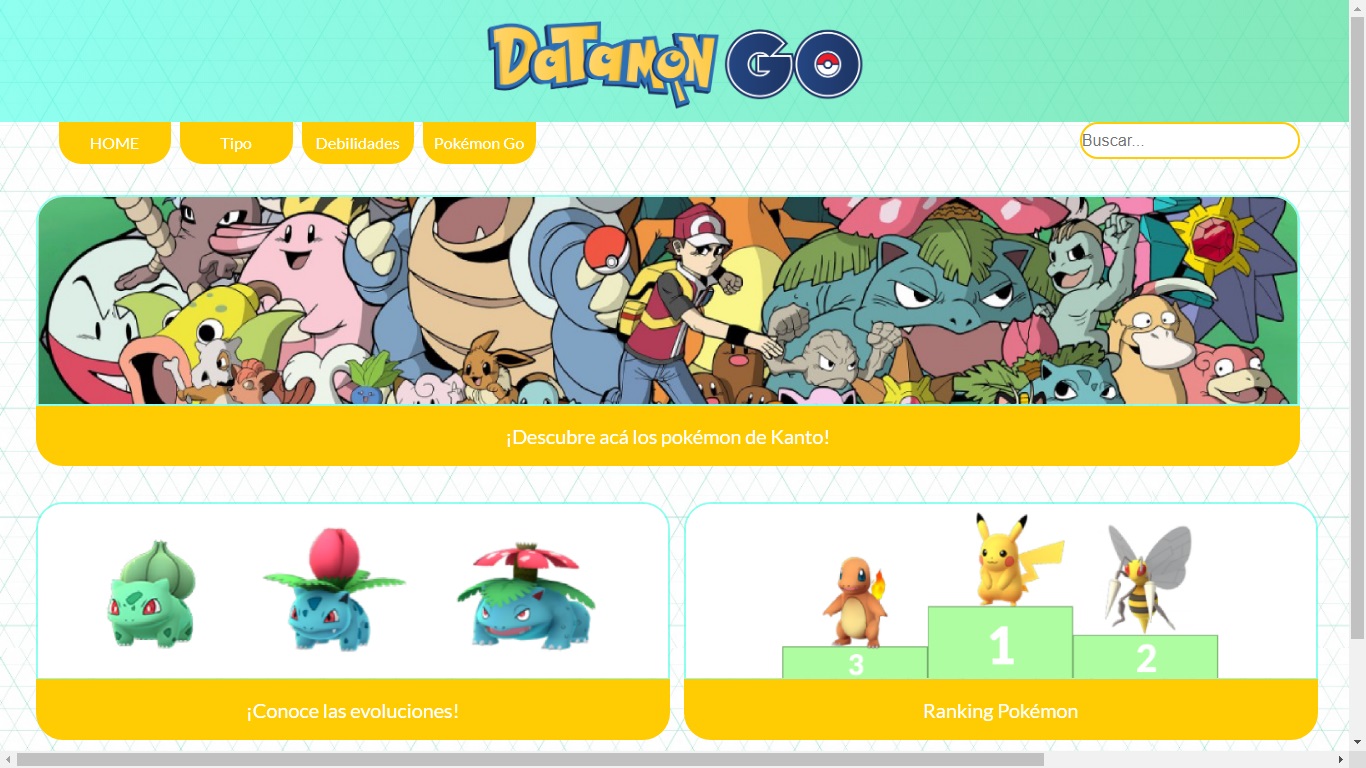 DATAMON GO
HOME
Tipo
Debilidades
Pokémon Go
Buscar...
¡Descubre acá los pokémon de Kanto!
3
1
2
¡Conoce las evoluciones!
Ranking Pokémon